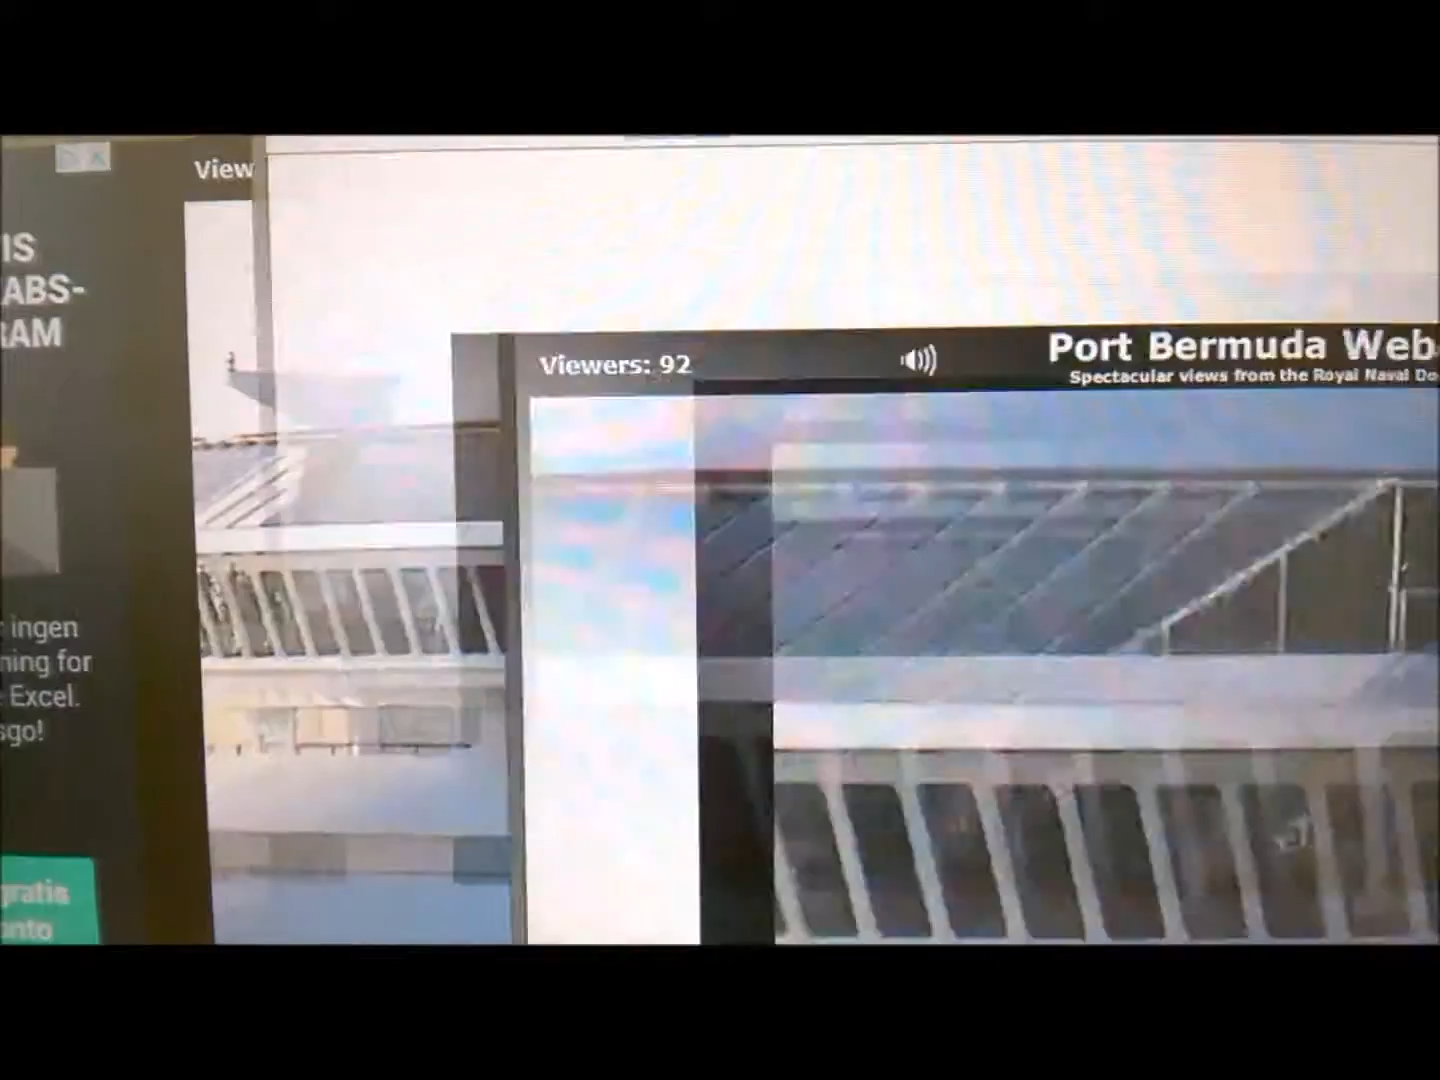 View
IS
ABS-
RAM
Viewers: 92
Port Bermuda Web
Spectacular views from the Royal Naval Do
ingen
ning for
Excel.
sgo!
gratis
onto